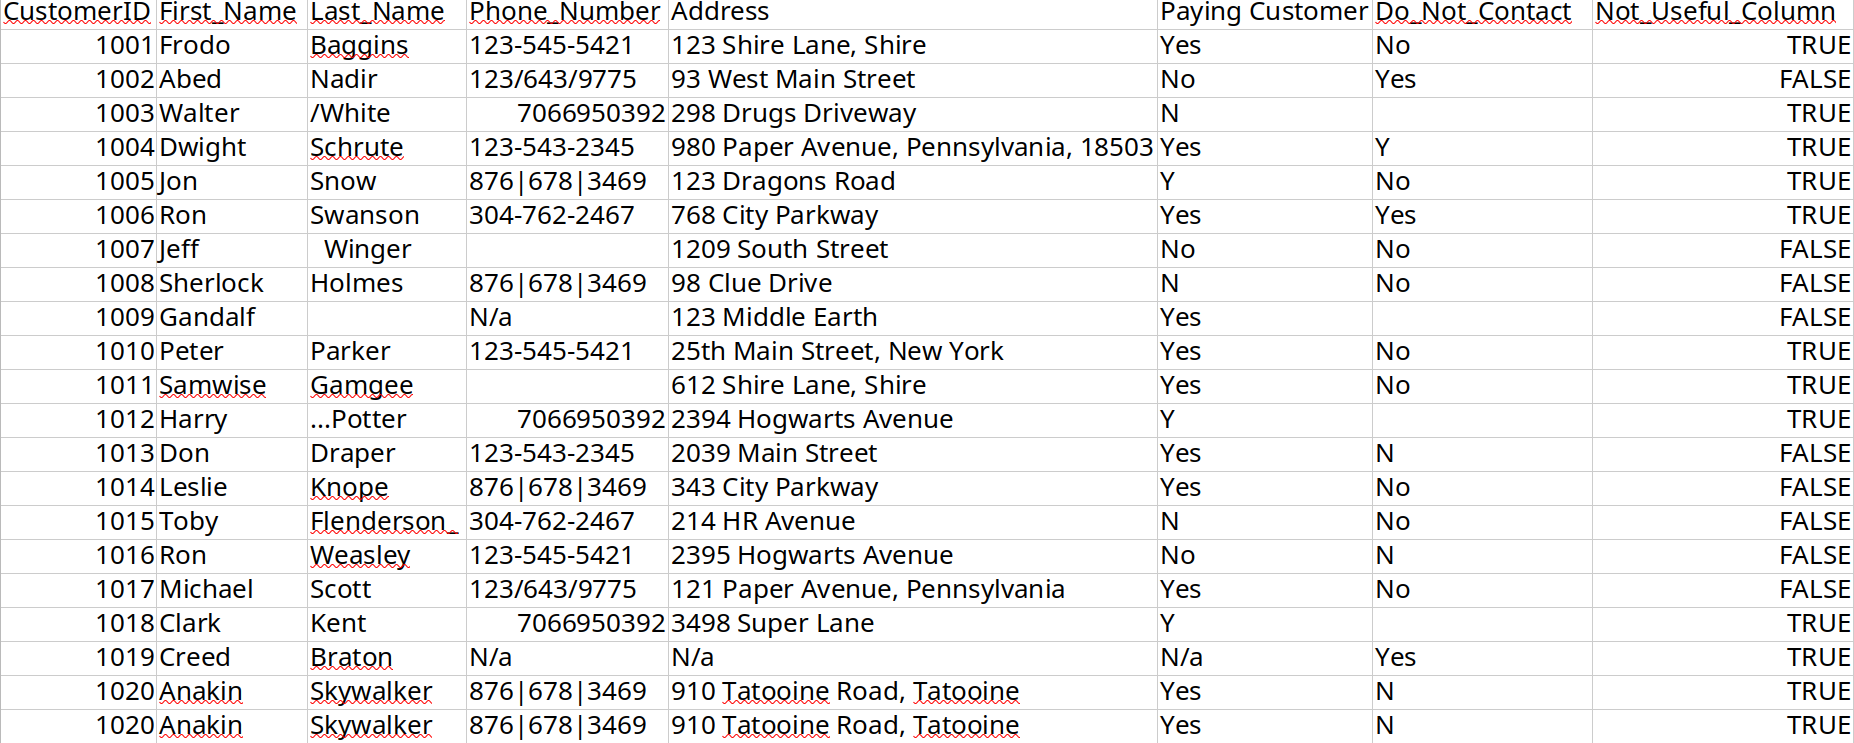 CustomerID First_Name Last_Name Phone_Number Address Paying Customer Do_Not_Contact Not_Useful_Column
1001 Frodo Baggins 123-545-5421 123 Shire Lane, Shire Yes No TRUE
1002 Abed Nadir 123/643/9775 93 West Main Street No Yes FALSE
1003 Walter /White 7066950392 298 Drugs Driveway N TRUE
1004 Dwight Schrute 123-543-2345 980 Paper Avenue, Pennsylvania, 18503 Yes Y TRUE
1005 Jon Snow 876|678|3469 123 Dragons Road Y No TRUE
1006 Ron Swanson 304-762-2467 768 City Parkway Yes Yes TRUE
1007 Jeff Winger 1209 South Street No No FALSE
1008 Sherlock Holmes 876|678|3469 98 Clue Drive N No FALSE
1009 Gandalf N/a 123 Middle Earth Yes FALSE
1010 Peter Parker 123-545-5421 25th Main Street, New York Yes No TRUE
1011 Samwise Gamgee 612 Shire Lane, Shire Yes No TRUE
1012 Harry ...Potter 7066950392 2394 Hogwarts Avenue Y TRUE
1013 Don Draper 123-543-2345 2039 Main Street Yes N FALSE
1014 Leslie Knope 876|678|3469 343 City Parkway Yes No FALSE
1015 Toby Flenderson_ 304-762-2467 214 HR Avenue N No FALSE
1016 Ron Weasley 123-545-5421 2395 Hogwarts Avenue No N FALSE
1017 Michael Scott 123/643/9775 121 Paper Avenue, Pennsylvania Yes No FALSE
1018 Clark Kent 7066950392 3498 Super Lane Y TRUE
1019 Creed Braton N/a N/a N/a Yes TRUE
1020 Anakin Skywalker 876|678|3469 910 Tatooine Road, Tatooine Yes N TRUE
1020 Anakin Skywalker 876|678|3469 910 Tatooine Road, Tatooine Yes N TRUE